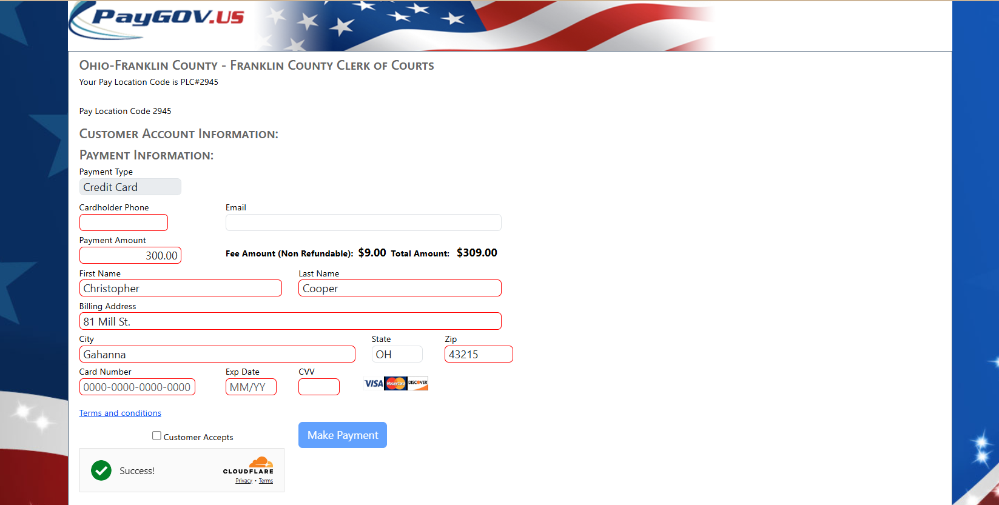 PayGOV.US
Ohio-Franklin County - Franklin County Clerk of Courts
Your Pay Location Code is PLC#2945
Pay Location Code 2945
Customer Account Information:
Payment Information:
Payment Type
Credit Card
Cardholder Phone Email
Payment Amount
300.00 Fee Amount (Non Refundable): $9.00 Total Amount: $309.00
First Name Last Name
Christopher Cooper
Billing Address
81 Mill St.
City State Zip
Gahanna OH 43215
Card Number Exp Date CVV
0000-0000-0000-0000 MM/YY VISA MasterCard DISCOVER
Terms and conditions
Customer Accepts Make Payment
Success! CLOUDFLARE
Privacy • Terms